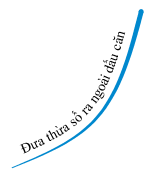 Đưa thừa số ra ngoài dấu căn